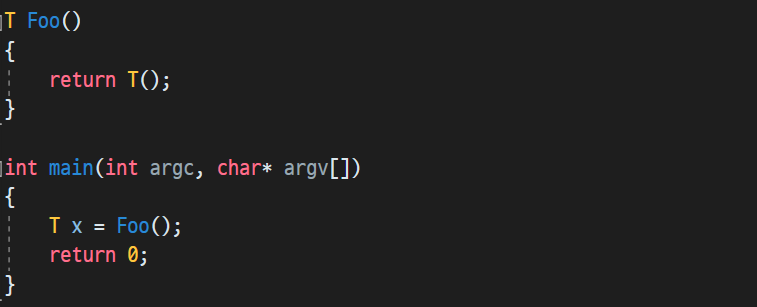 T Foo()
{
    return T();
}

int main(int argc, char* argv[])
{
    T x = Foo();
    return 0;
}